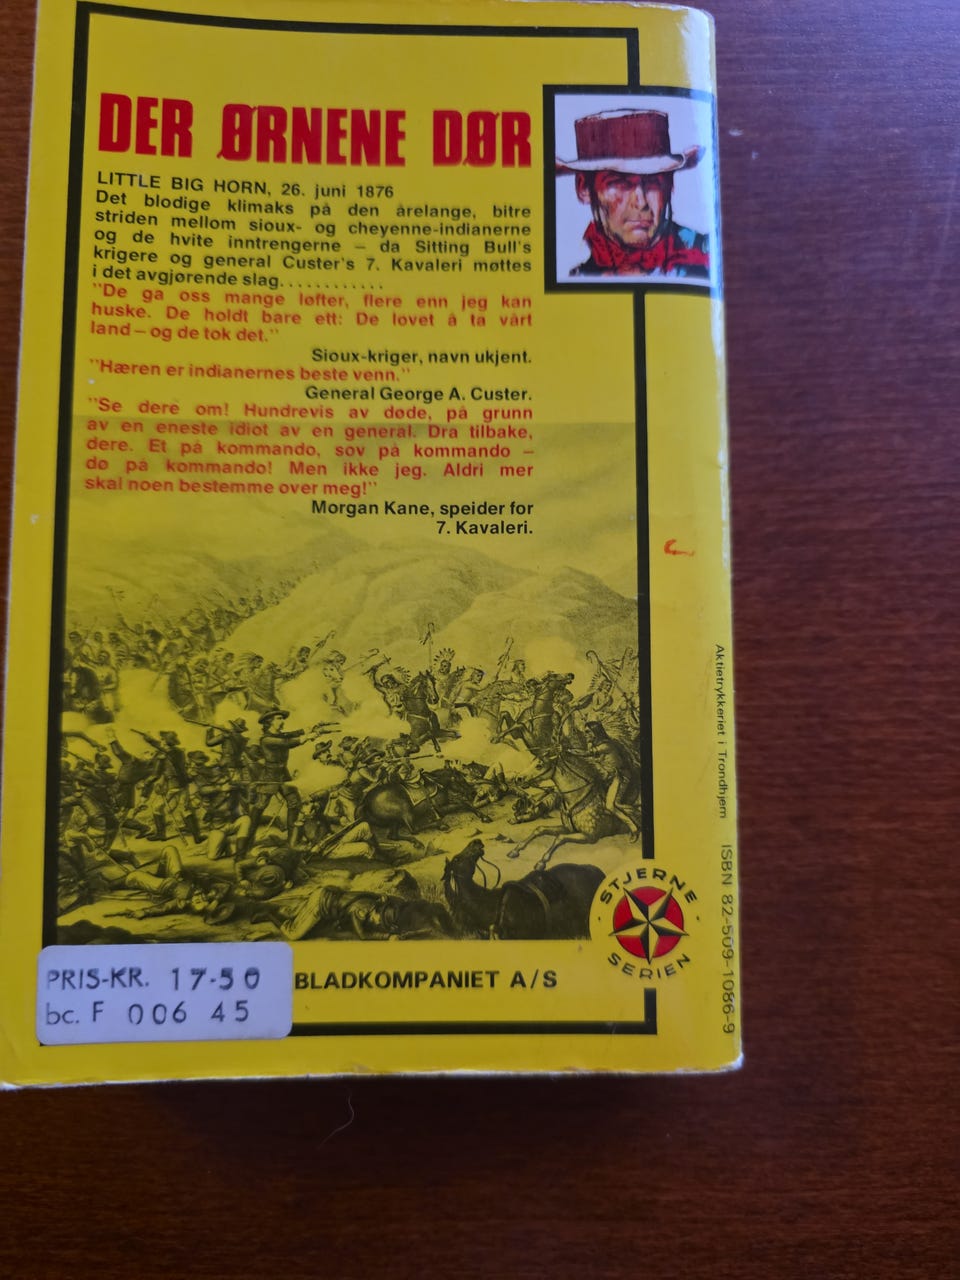 DER ØRNENE DØR
LITTLE BIG HORN, 26. juni 1876
Det blodige klimaks på den årelange, bitre
striden mellom sioux- og cheyenne-indianerne
og de hvite inntrengerne – da Sitting Bull's
krigere og general Custer's 7. Kavaleri møttes
i det avgjørende slag............
"De ga oss mange løfter, flere enn jeg kan
huske. De holdt bare ett: De lovet å ta vårt
land – og de tok det."
Sioux-kriger, navn ukjent.
"Hæren er indianernes beste venn."
General George A. Custer.
"Se dere om! Hundrevis av døde, på grunn
av en eneste idiot av en general. Dra tilbake,
dere. Et på kommando, sov på kommando –
dø på kommando! Men ikke jeg. Aldri mer
skal noen bestemme over meg!"
Morgan Kane, speider for
7. Kavaleri.
Aktietrykkeriet i Trondhjem
ISBN 82-509-1086-9
STJERNE
SERIEN
BLADKOMPANIET A/S
PRIS-KR. 17-50
bc. F 006 45